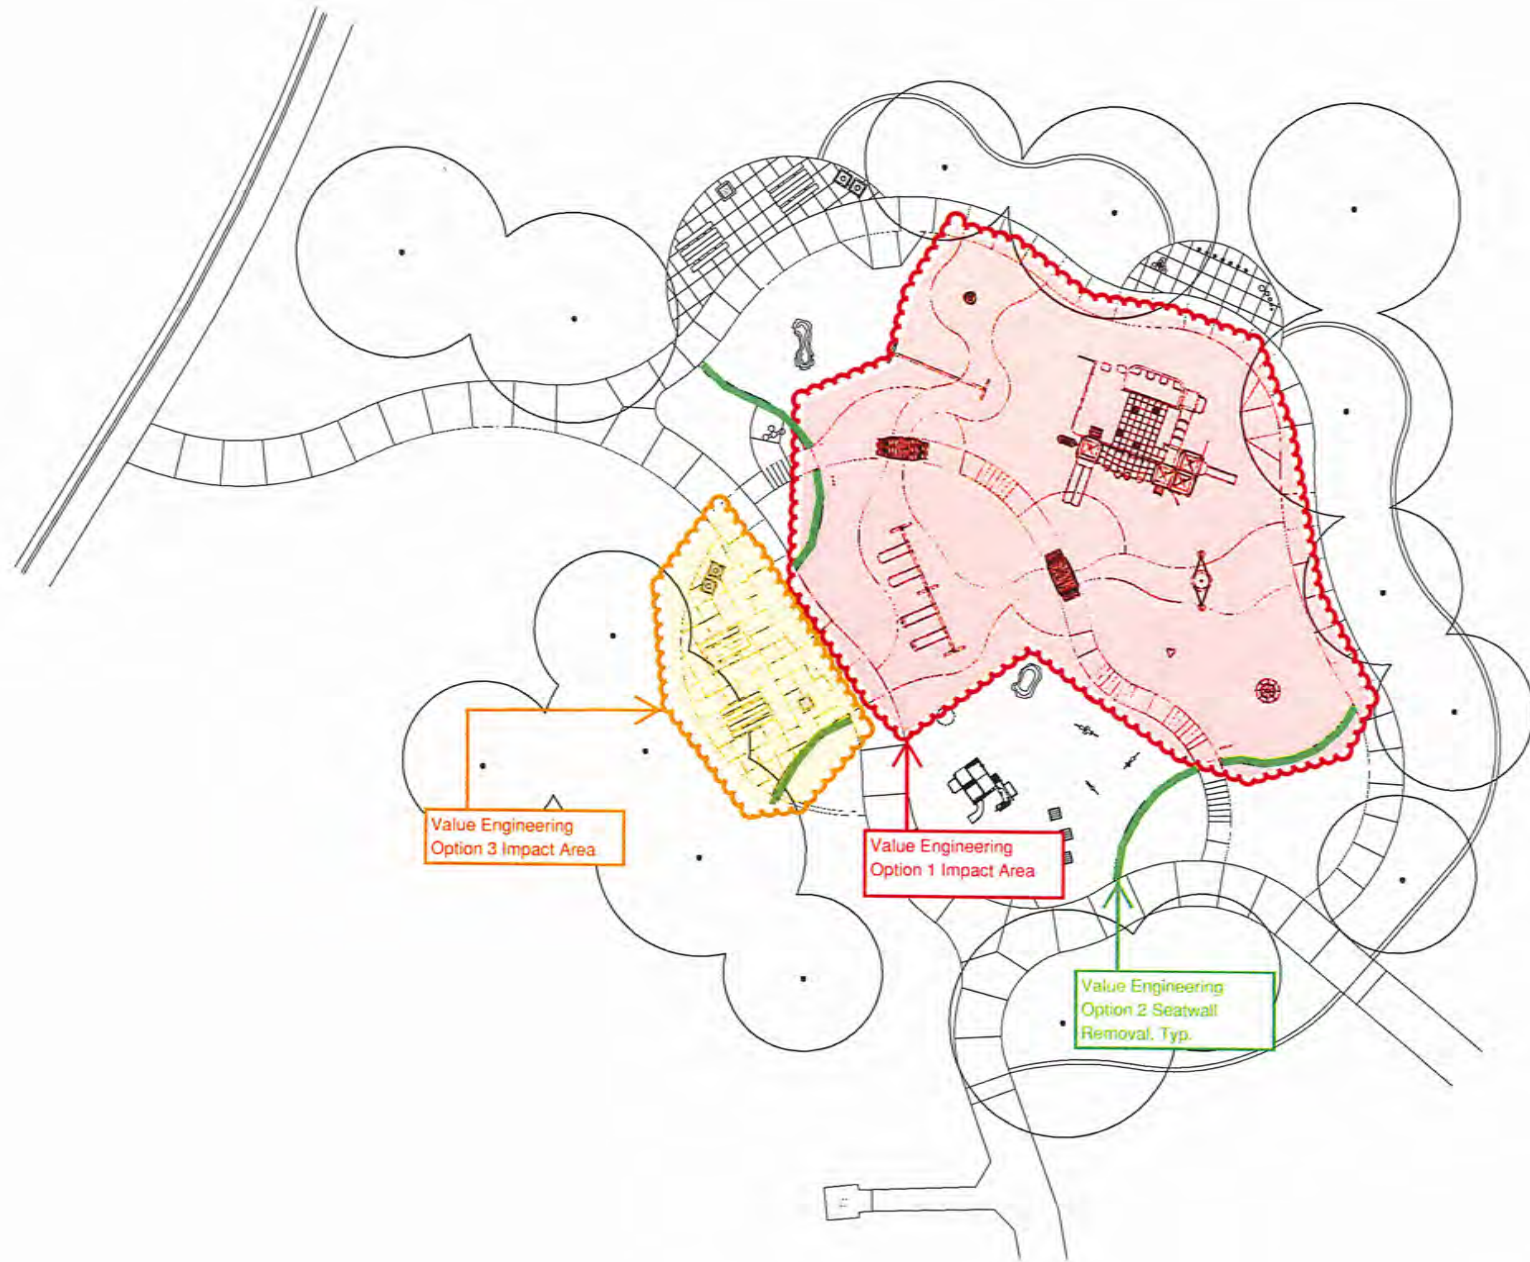 Value Engineering
Option 3 Impact Area
Value Engineering
Option 1 Impact Area
Value Engineering
Option 2 Seatwall
Removal. Typ.